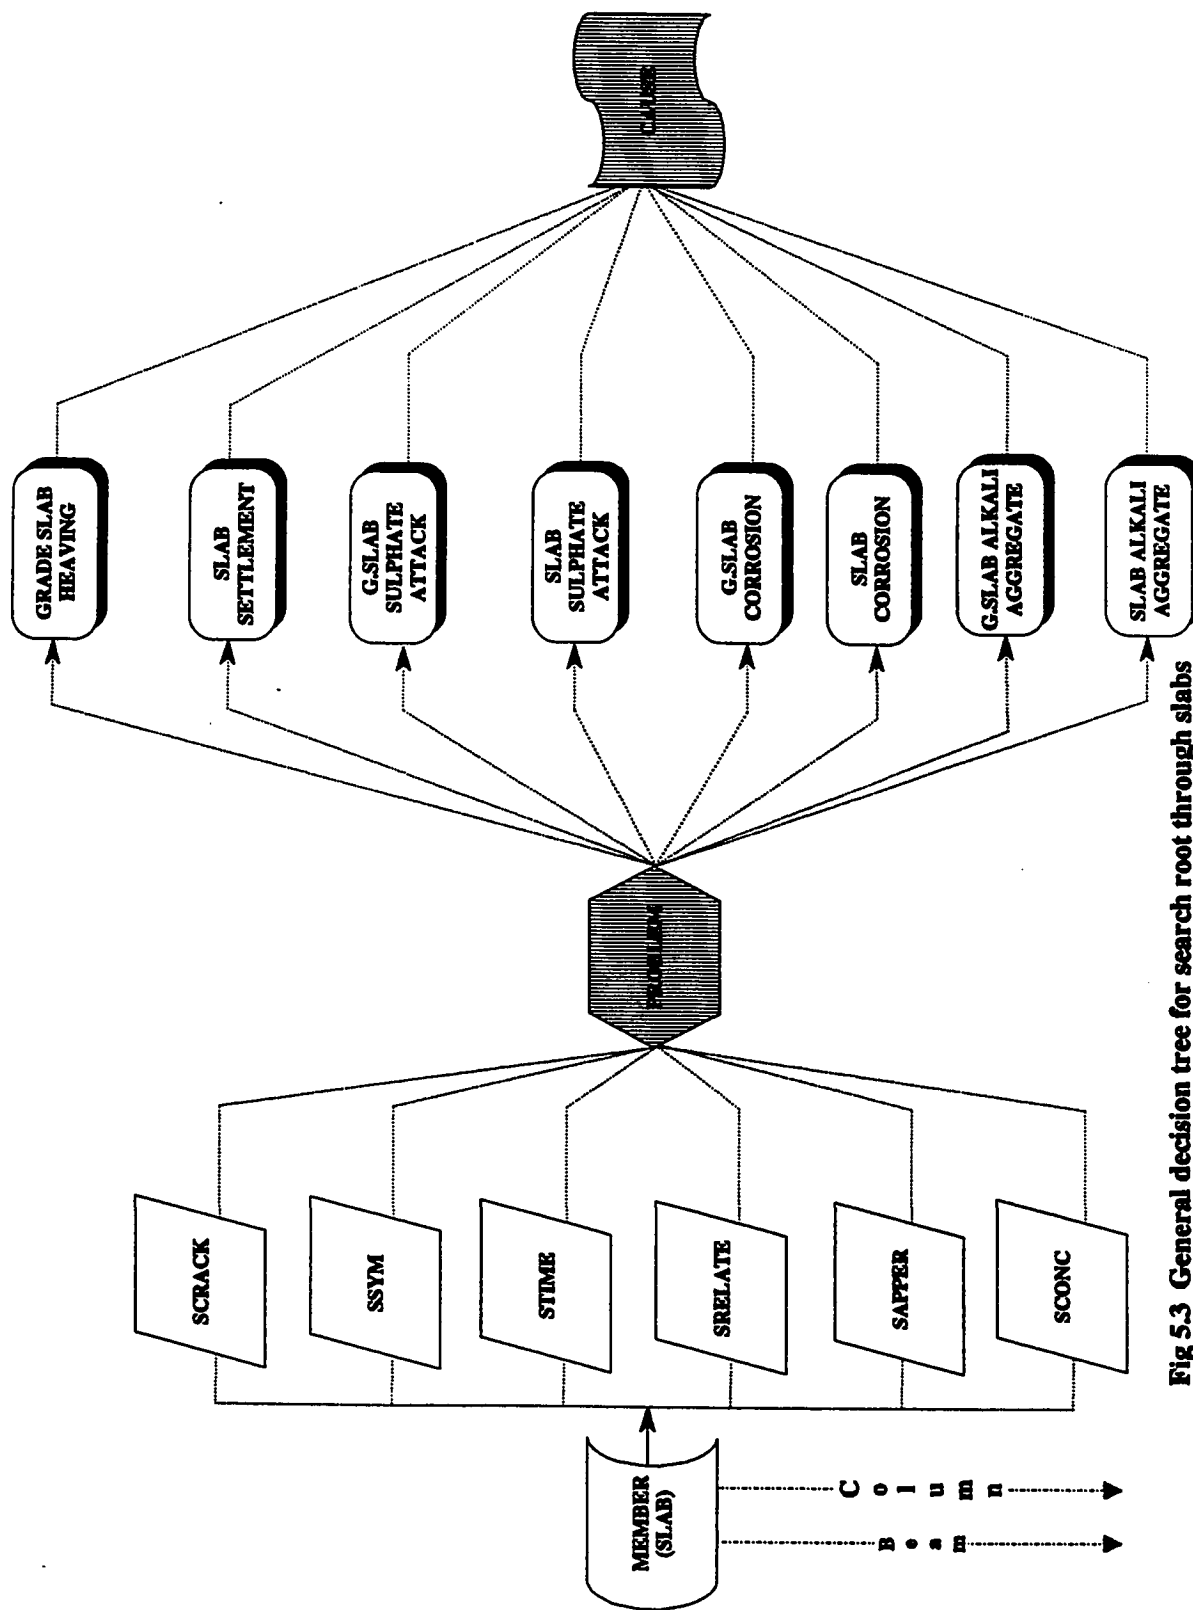 MEMBER
(SLAB)
Beam
Column
SCRACK
SSYM
STIME
SRELATE
SAPPER
SCONC
PROBLEM
GRADE SLAB
HEAVING
SLAB
SETTLEMENT
G.SLAB
SULPHATE
ATTACK
SLAB
SULPHATE
ATTACK
G.SLAB
CORROSION
SLAB
CORROSION
G.SLAB ALKALI
AGGREGATE
SLAB ALKALI
AGGREGATE
CAUSE
Fig 5.3 General decision tree for search root through slabs